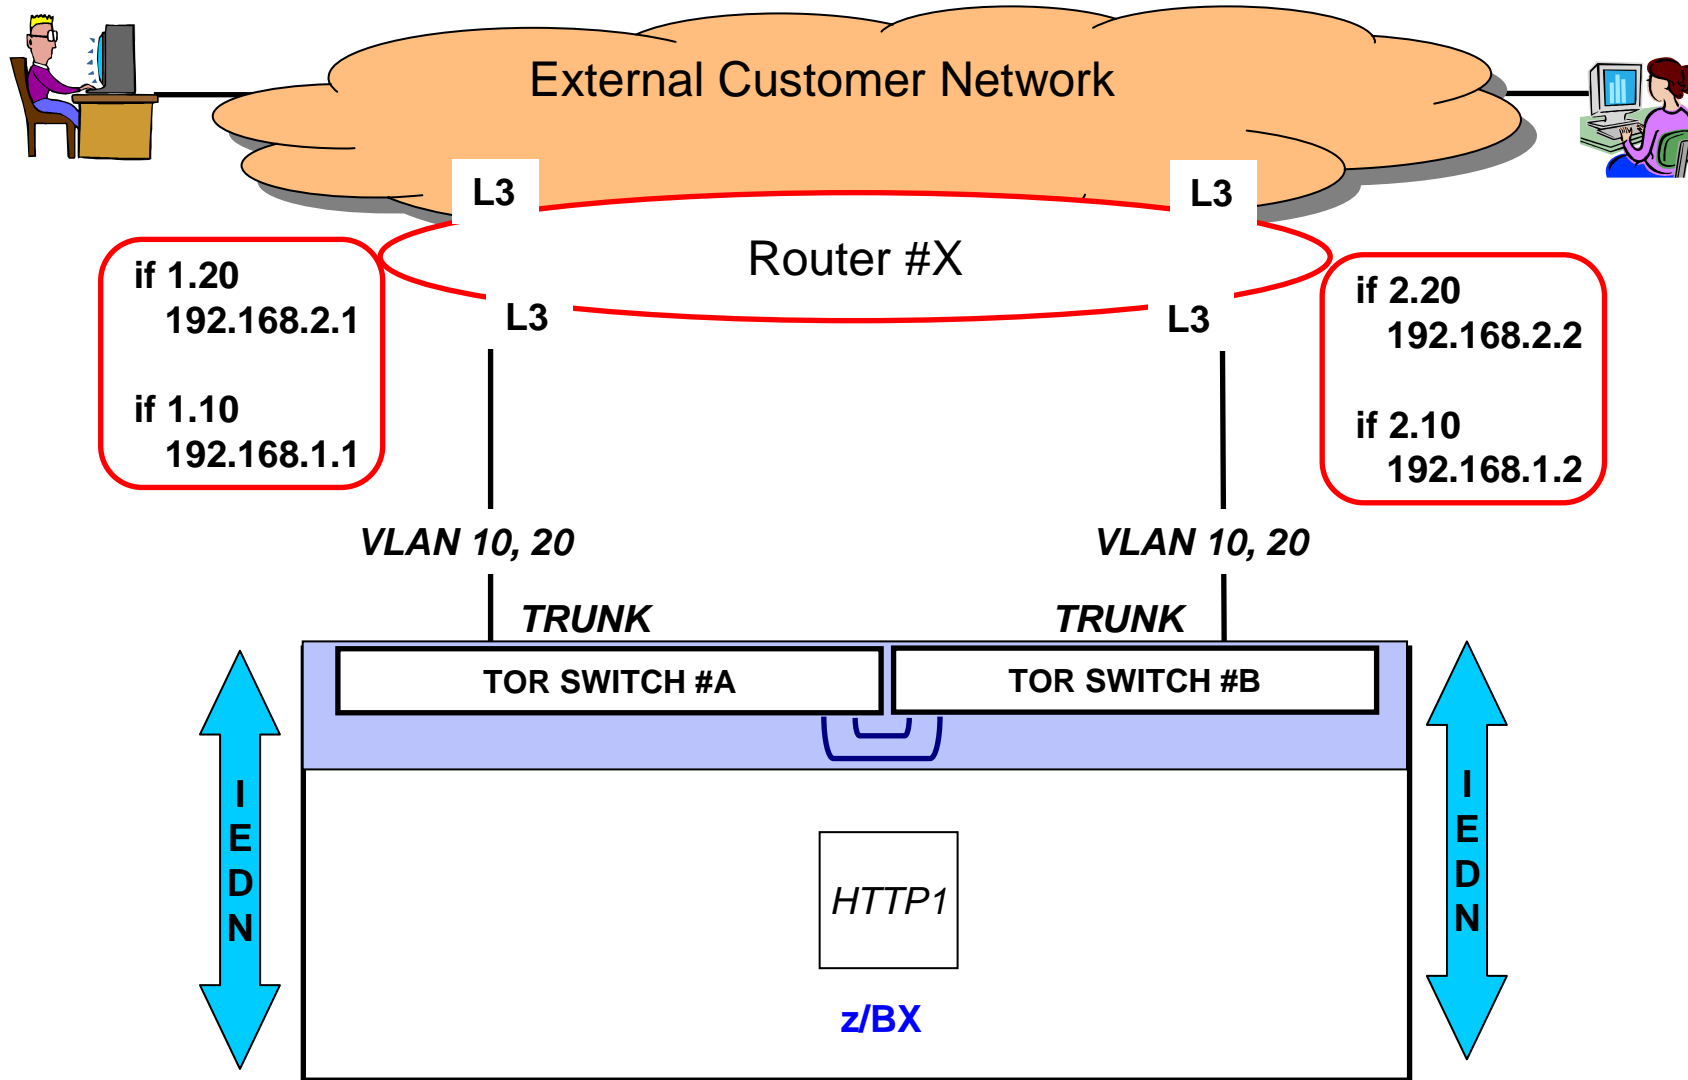 External Customer Network
L3
L3
Router #X
if 1.20
192.168.2.1
if 1.10
192.168.1.1
L3
L3
if 2.20
192.168.2.2
if 2.10
192.168.1.2
VLAN 10, 20
VLAN 10, 20
TRUNK
TRUNK
TOR SWITCH #A
TOR SWITCH #B
I
E
D
N
I
E
D
N
HTTP1
z/BX